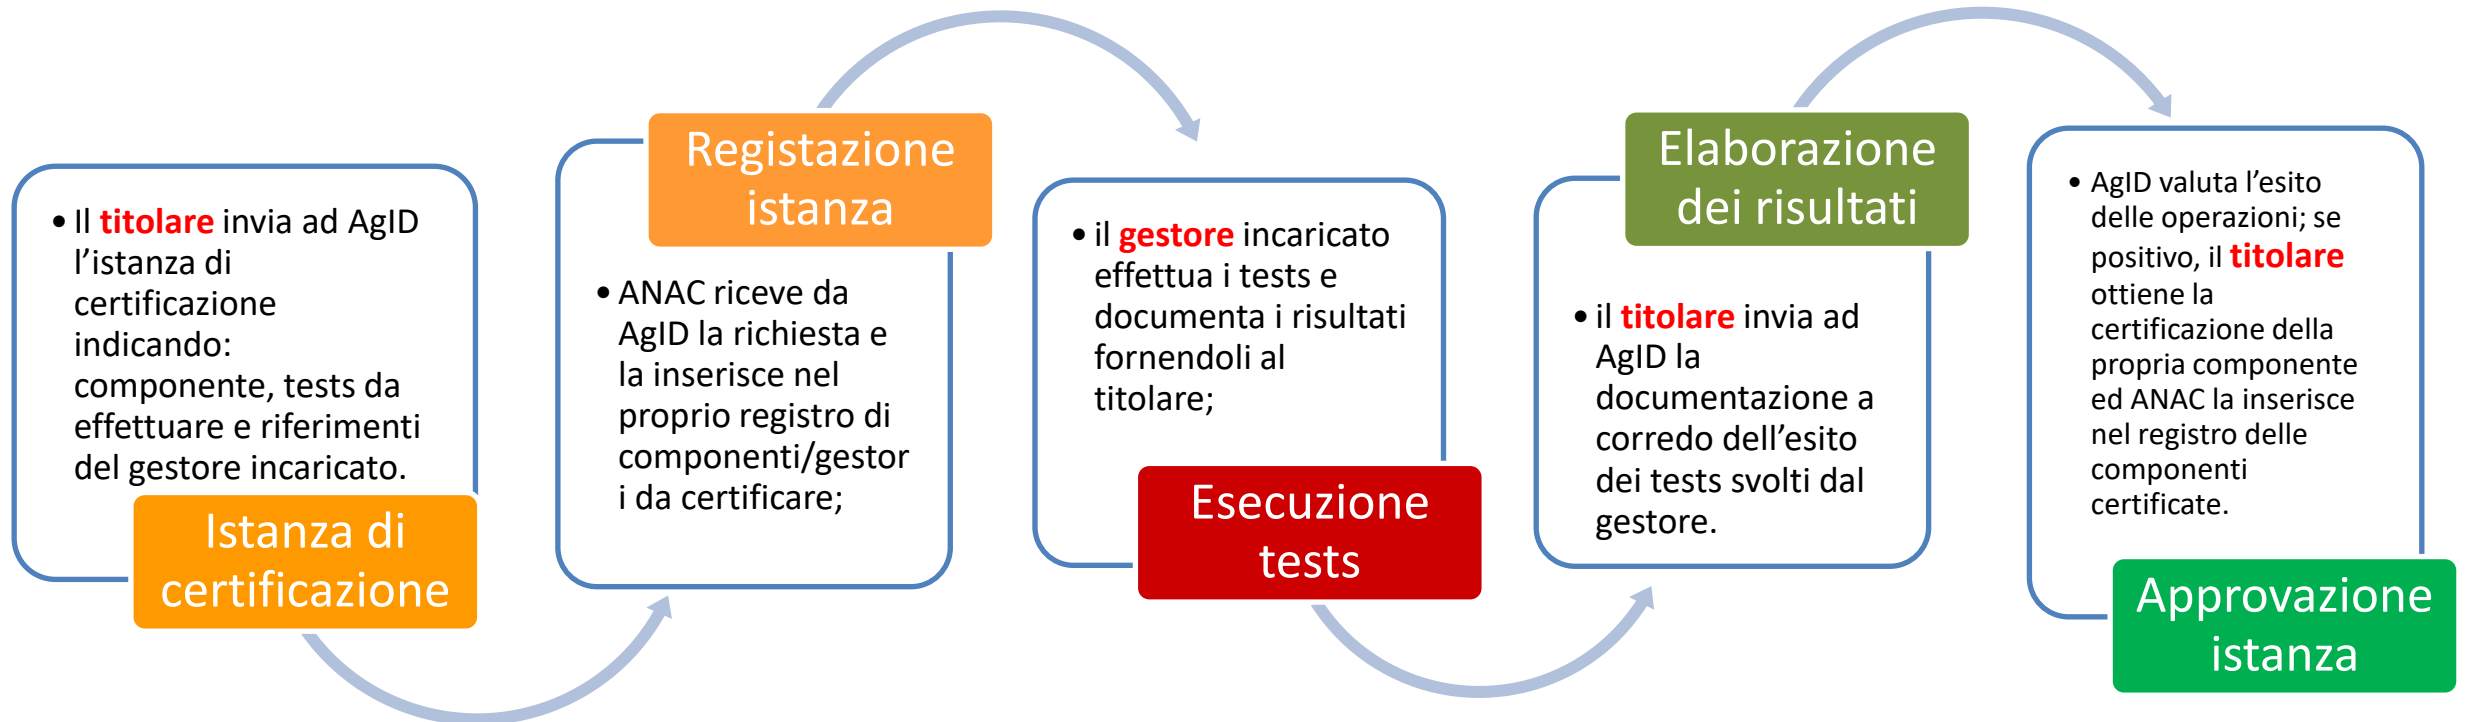 • Il titolare invia ad AgID
l’istanza di
certificazione
indicando:
componente, tests da
effettuare e riferimenti
del gestore incaricato.
Istanza di
certificazione
Registazione
istanza
• ANAC riceve da
AgID la richiesta e
la inserisce nel
proprio registro di
componenti/gestor
i da certificare;
• il gestore incaricato
effettua i tests e
documenta i risultati
fornendoli al
titolare;
Esecuzione
tests
Elaborazione
dei risultati
• il titolare invia ad
AgID la
documentazione a
corredo dell’esito
dei tests svolti dal
gestore.
• AgID valuta l’esito
delle operazioni; se
positivo, il titolare
ottiene la
certificazione della
propria componente
ed ANAC la inserisce
nel registro delle
componenti
certificate.
Approvazione
istanza